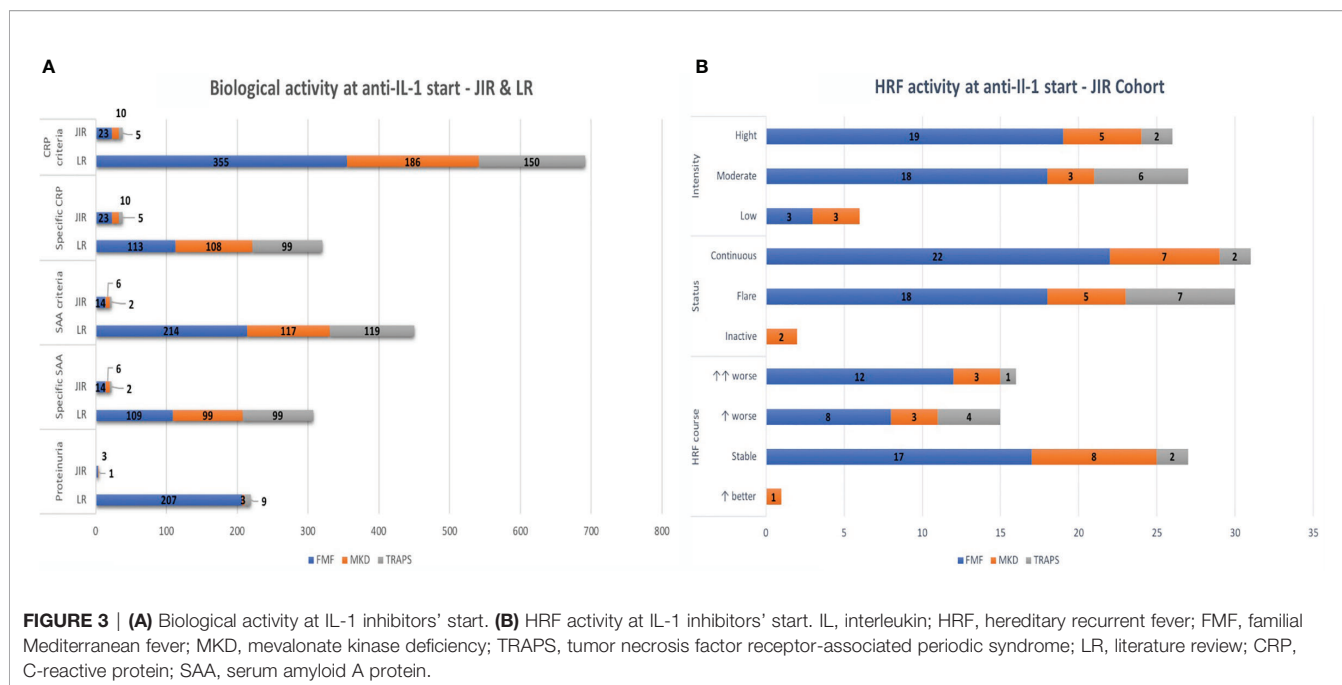 A
Biological activity at anti-IL-1 start - JIR & LR
CRP criteria
JIR 23 10 5
LR 355 186 150
Specific CRP
JIR 23 10 5
LR 113 108 99
SAA criteria
JIR 14 6 2
LR 214 117 119
Specific SAA
JIR 14 6 2
LR 109 99 99
Proteinuria
JIR 3 1
LR 207 3 9
0 100 200 300 400 500 600 700 800
FMF MKD TRAPS
B
HRF activity at anti-Il-1 start - JIR Cohort
Intensity
Hight 19 5 2
Moderate 18 3 6
Low 3 3
Status
Continuous 22 7 2
Flare 18 5 7
Inactive 2
HRF course
↑↑ worse 12 3 1
↑ worse 8 3 4
Stable 17 8 2
↑ better 1
0 5 10 15 20 25 30 35
FMF MKD TRAPS
FIGURE 3 | (A) Biological activity at IL-1 inhibitors' start. (B) HRF activity at IL-1 inhibitors' start. IL, interleukin; HRF, hereditary recurrent fever; FMF, familial
Mediterranean fever; MKD, mevalonate kinase deficiency; TRAPS, tumor necrosis factor receptor-associated periodic syndrome; LR, literature review; CRP,
C-reactive protein; SAA, serum amyloid A protein.